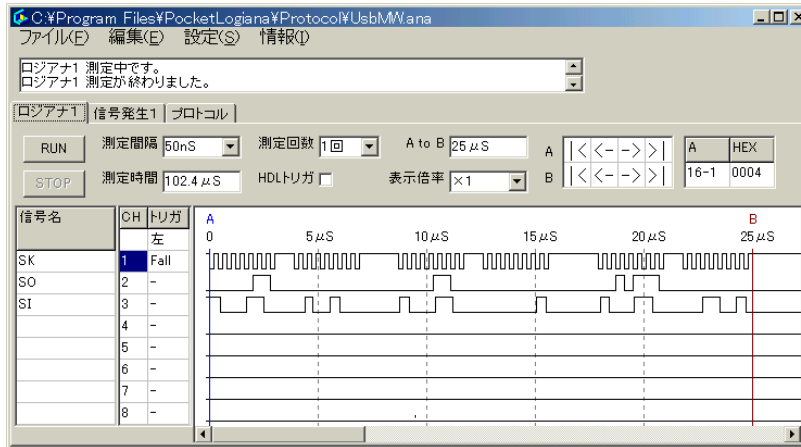 C:¥Program Files¥PocketLogiana¥Protocol¥UsbMW.ana
ファイル(F) 編集(E) 設定(S) 情報(I)
ロジアナ1 測定中です。
ロジアナ1 測定が終わりました。
ロジアナ1 信号発生1 プロトコル
RUN 測定間隔 50nS 測定回数 1回 A to B 25μS A |< <- -> >| A HEX
STOP 測定時間 102.4μS HDLトリガ 表示倍率 ×1 B |< <- -> >| 16-1 0004
信号名 CH トリガ A B
左 0 5μS 10μS 15μS 20μS 25μS
SK 1 Fall
SO 2 -
SI 3 -
4 -
5 -
6 -
7 -
8 -